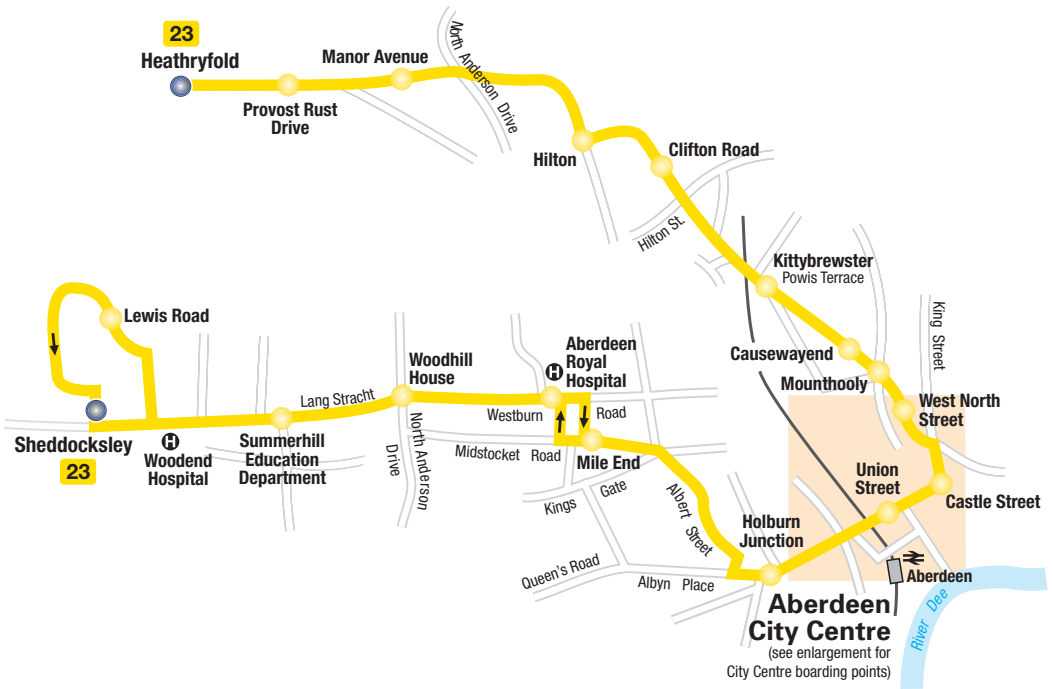 23
Heathryfold
Manor Avenue
Provost Rust
Drive
North Anderson Drive
Hilton
Clifton Road
Hilton St.
Kittybrewster
Powis Terrace
King Street
Causewayend
Mounthooly
West North
Street
Union
Street
Castle Street
Holburn
Junction
Aberdeen
Aberdeen
City Centre
(see enlargement for
City Centre boarding points)
River Dee
Lewis Road
Sheddocksley
23
H
Woodend
Hospital
Summerhill
Education
Department
Lang Stracht
Woodhill
House
North Anderson
Drive
H
Aberdeen
Royal
Hospital
Westburn Road
Midstocket Road
Mile End
Kings Gate
Albert Street
Queen's Road
Albyn Place